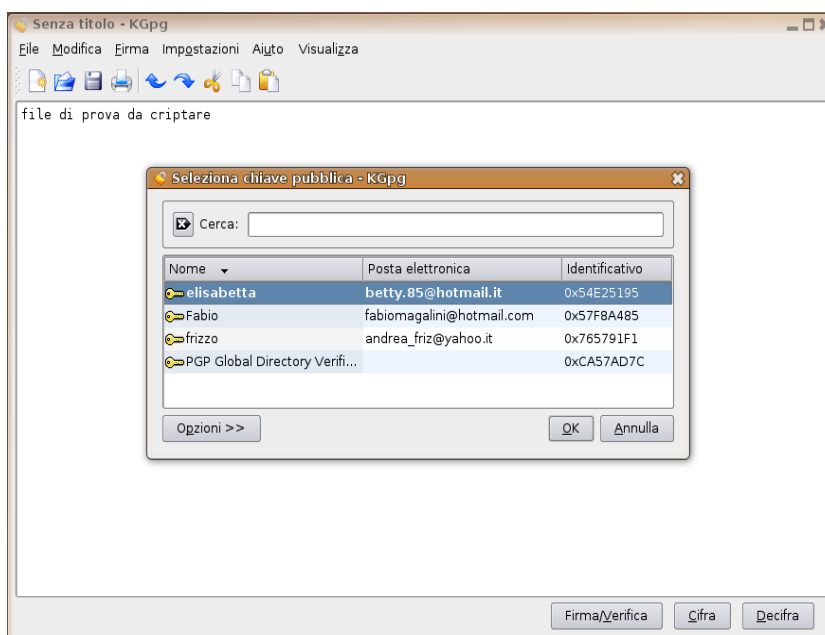 Senza titolo - KGpg
File Modifica Firma Impostazioni Aiuto Visualizza
file di prova da criptare
Seleziona chiave pubblica - KGpg
Cerca:
Nome Posta elettronica Identificativo
elisabetta betty.85@hotmail.it 0x54E25195
Fabio fabiomagalini@hotmail.com 0x57F8A485
frizzo andrea_friz@yahoo.it 0x765791F1
PGP Global Directory Verifi... 0xCA57AD7C
Opzioni >> OK Annulla
Firma/Verifica Cifra Decifra